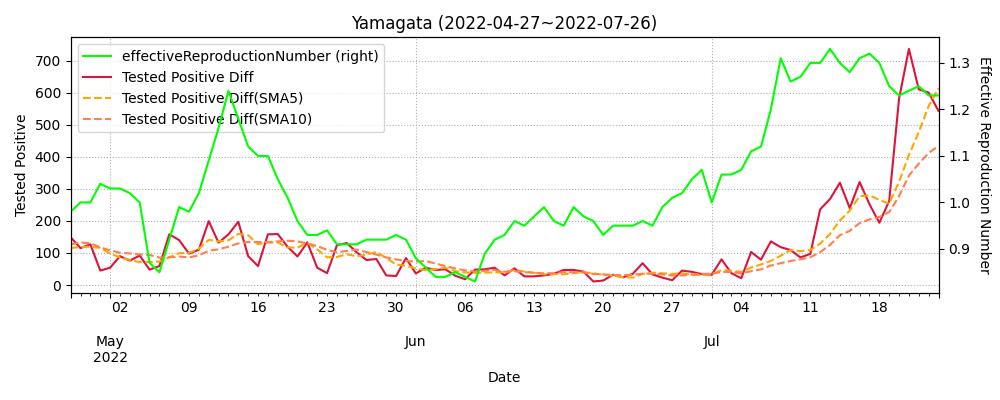 Yamagata (2022-04-27~2022-07-26)
effectiveReproductionNumber (right)
Tested Positive Diff
Tested Positive Diff(SMA5)
Tested Positive Diff(SMA10)
Tested Positive
700
600
500
400
300
200
100
0
Effective Reproduction Number
1.3
1.2
1.1
1.0
0.9
02 09 16 23 30 06 13 20 27 04 11 18
May Jun Jul
2022
Date